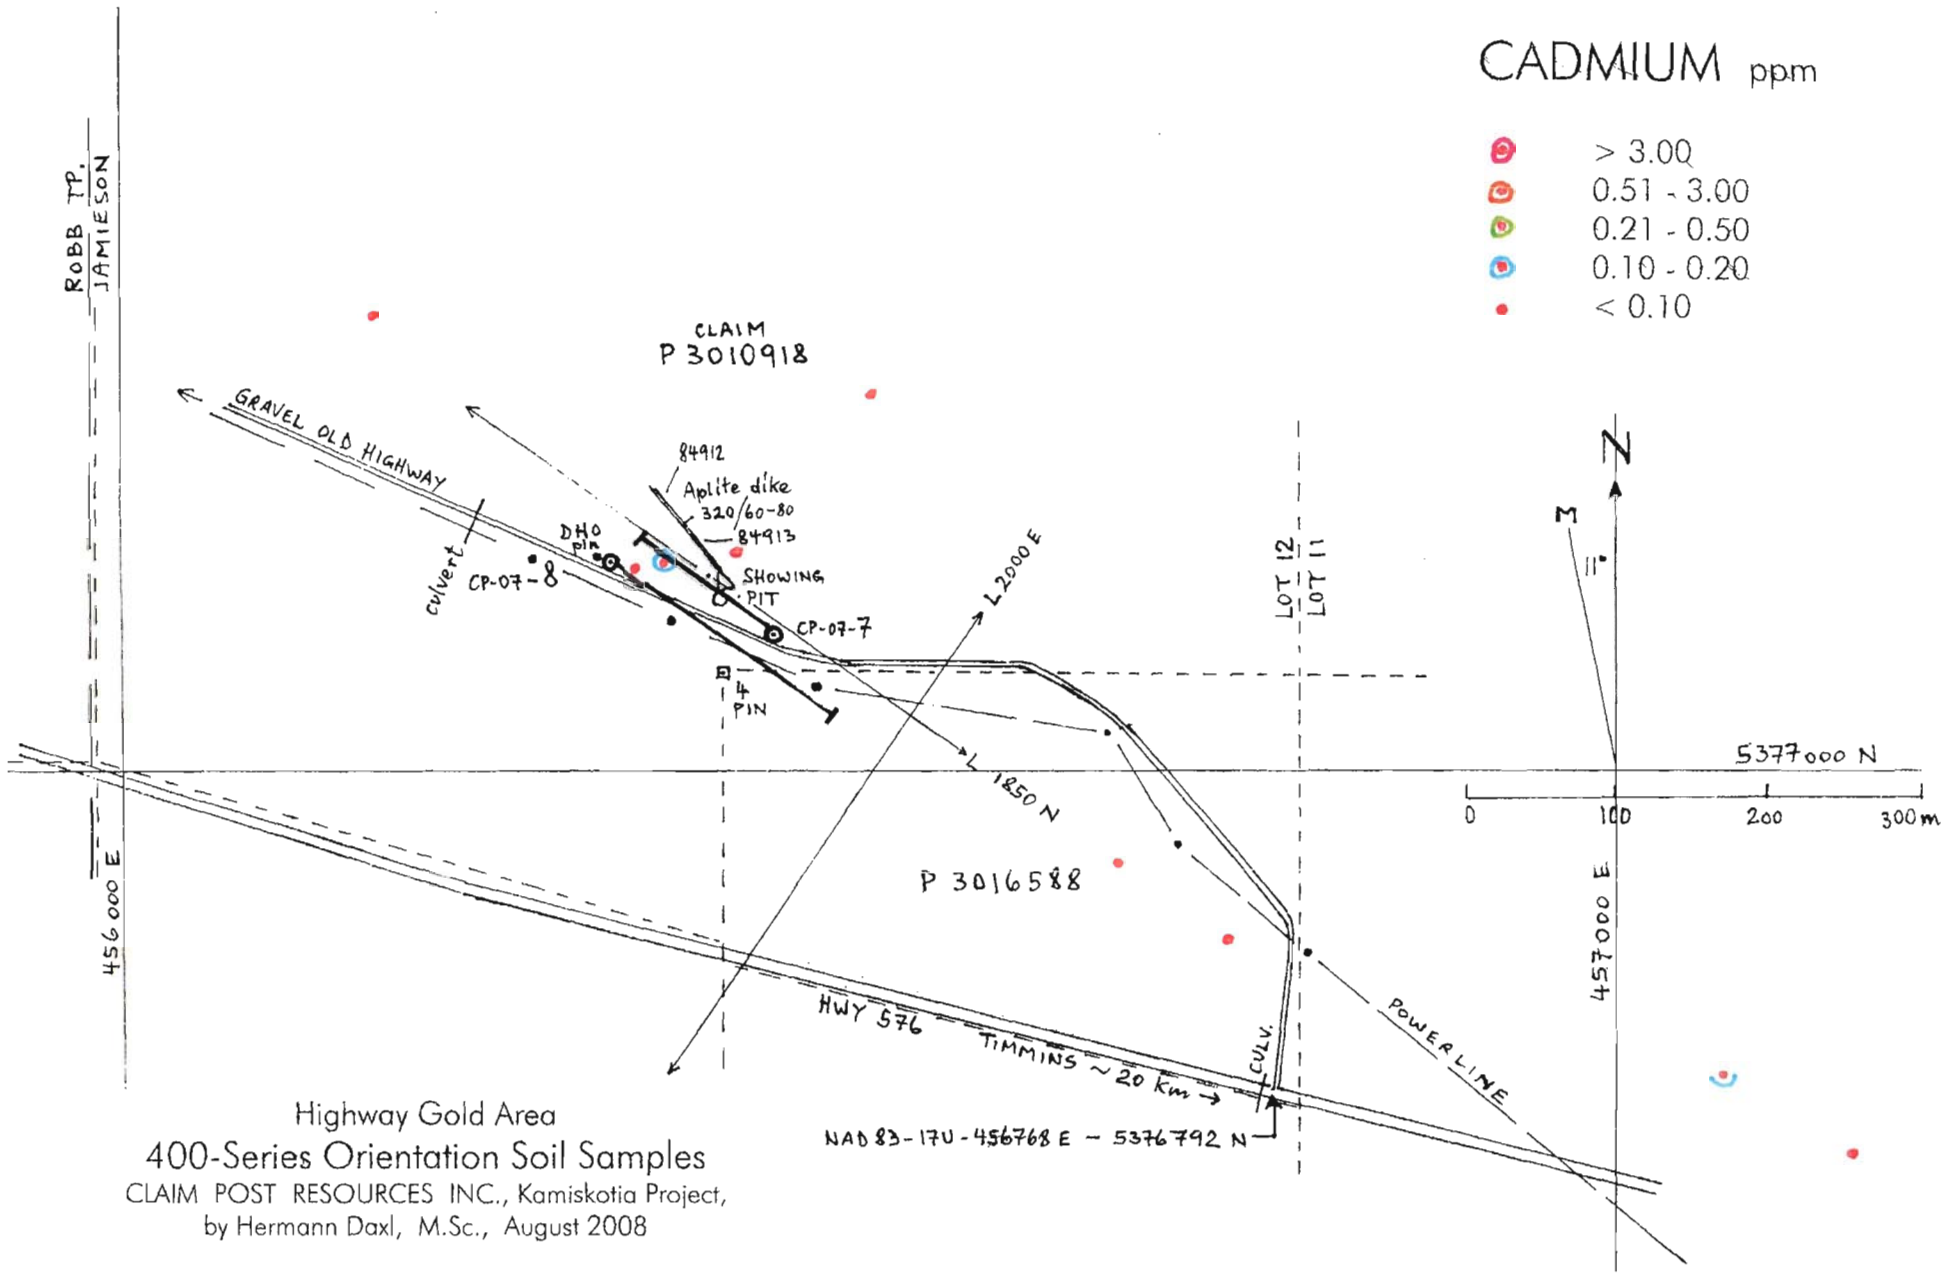 CADMIUM ppm
> 3.00
0.51 - 3.00
0.21 - 0.50
0.10 - 0.20
< 0.10
ROBB TP.
JAMIESON
CLAIM
P 3010918
GRAVEL OLD HIGHWAY
84912
Aplite dike
320/60-80
84913
DHO
pin
CP-07-8
culvert
SHOWING
PIT
CP-07-7
4
PIN
L 2000 E
L 1850 N
LOT 12
LOT 11
N
M
11°
5377000 N
0 100 200 300m
456000 E
457000 E
P 3016588
HWY 576
TIMMINS ~ 20 km →
CULV.
POWERLINE
NAD 83-17U-456768 E - 5376792 N
Highway Gold Area
400-Series Orientation Soil Samples
CLAIM POST RESOURCES INC., Kamiskotia Project,
by Hermann Daxl, M.Sc., August 2008